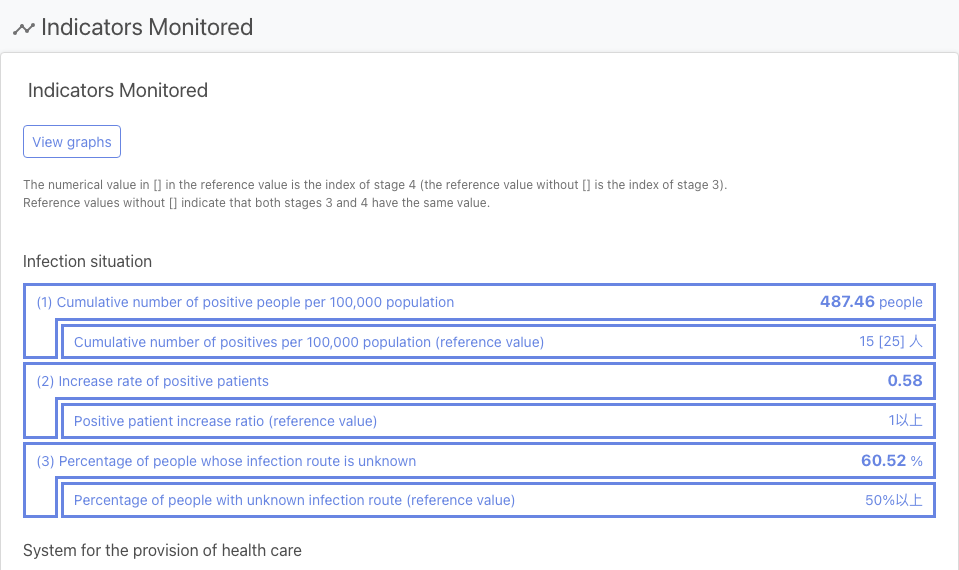 Indicators Monitored
Indicators Monitored
View graphs
The numerical value in [] in the reference value is the index of stage 4 (the reference value without [] is the index of stage 3).
Reference values without [] indicate that both stages 3 and 4 have the same value.
Infection situation
(1) Cumulative number of positive people per 100,000 population 487.46 people
Cumulative number of positives per 100,000 population (reference value) 15 [25] 人
(2) Increase rate of positive patients 0.58
Positive patient increase ratio (reference value) 1以上
(3) Percentage of people whose infection route is unknown 60.52 %
Percentage of people with unknown infection route (reference value) 50%以上
System for the provision of health care